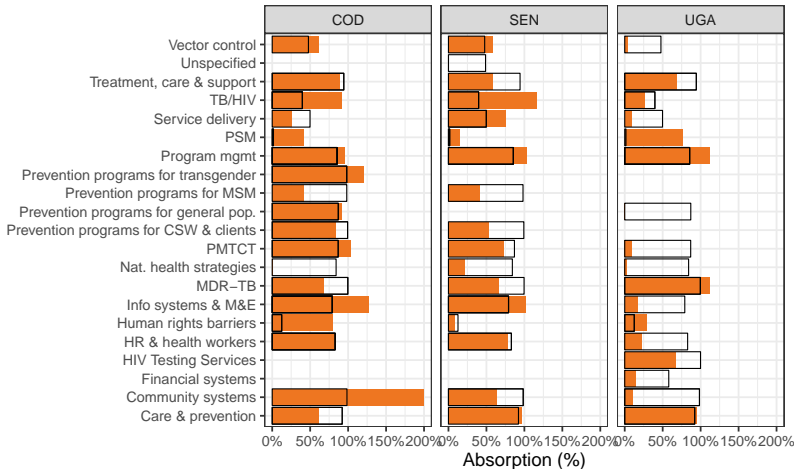 COD SEN UGA
Vector control
Unspecified
Treatment, care & support
TB/HIV
Service delivery
PSM
Program mgmt
Prevention programs for transgender
Prevention programs for MSM
Prevention programs for general pop.
Prevention programs for CSW & clients
PMTCT
Nat. health strategies
MDR−TB
Info systems & M&E
Human rights barriers
HR & health workers
HIV Testing Services
Financial systems
Community systems
Care & prevention
0% 50% 100% 150% 200% 0% 50% 100% 150% 200% 0% 50% 100% 150% 200%
Absorption (%)